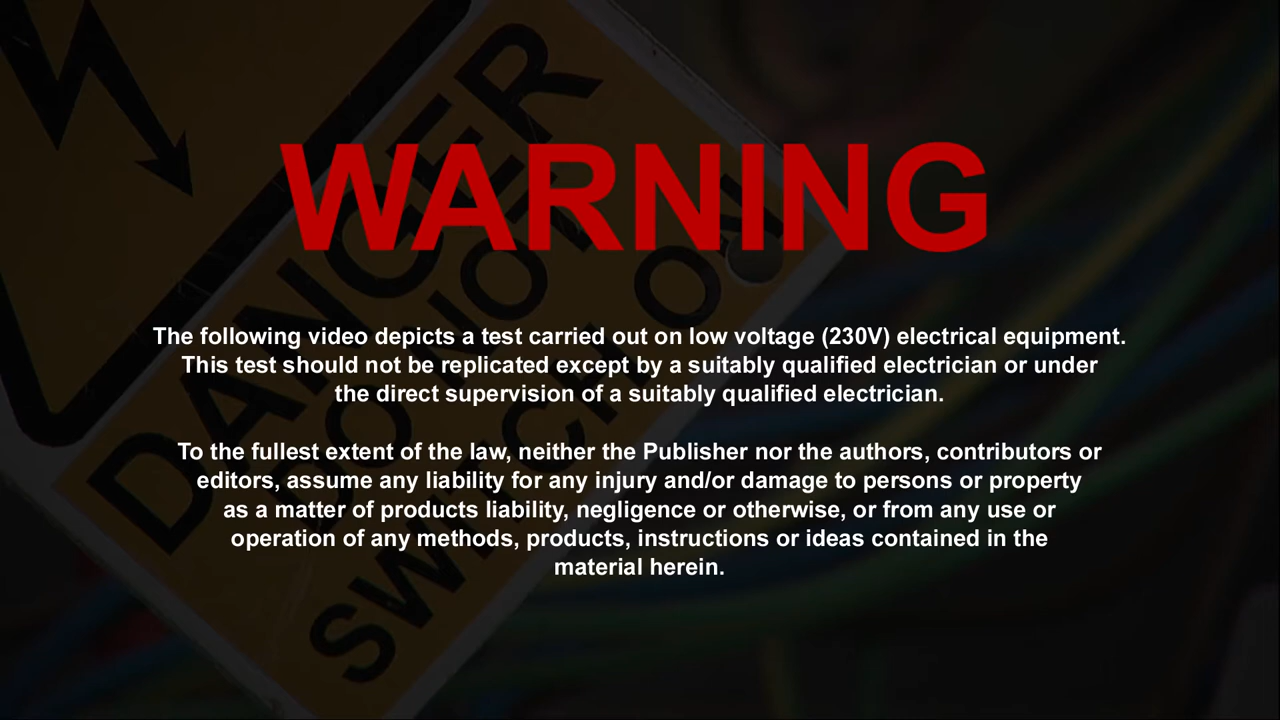 WARNING
DANGER
DO NOT
SWITCH ON
The following video depicts a test carried out on low voltage (230V) electrical equipment.
This test should not be replicated except by a suitably qualified electrician or under
the direct supervision of a suitably qualified electrician.
To the fullest extent of the law, neither the Publisher nor the authors, contributors or
editors, assume any liability for any injury and/or damage to persons or property
as a matter of products liability, negligence or otherwise, or from any use or
operation of any methods, products, instructions or ideas contained in the
material herein.